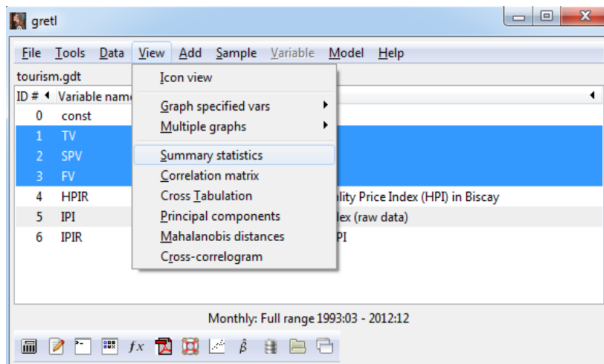 gretl
File Tools Data View Add Sample Variable Model Help
tourism.gdt
ID # Variable name
0 const
1 TV
2 SPV
3 FV
4 HPIR
5 IPI
6 IPIR
Icon view
Graph specified vars
Multiple graphs
Summary statistics
Correlation matrix
Cross Tabulation
Principal components
Mahalanobis distances
Cross-correlogram
Price Index (HPI) in Biscay
(raw data)
Monthly: Full range 1993:03 - 2012:12
fx β̂